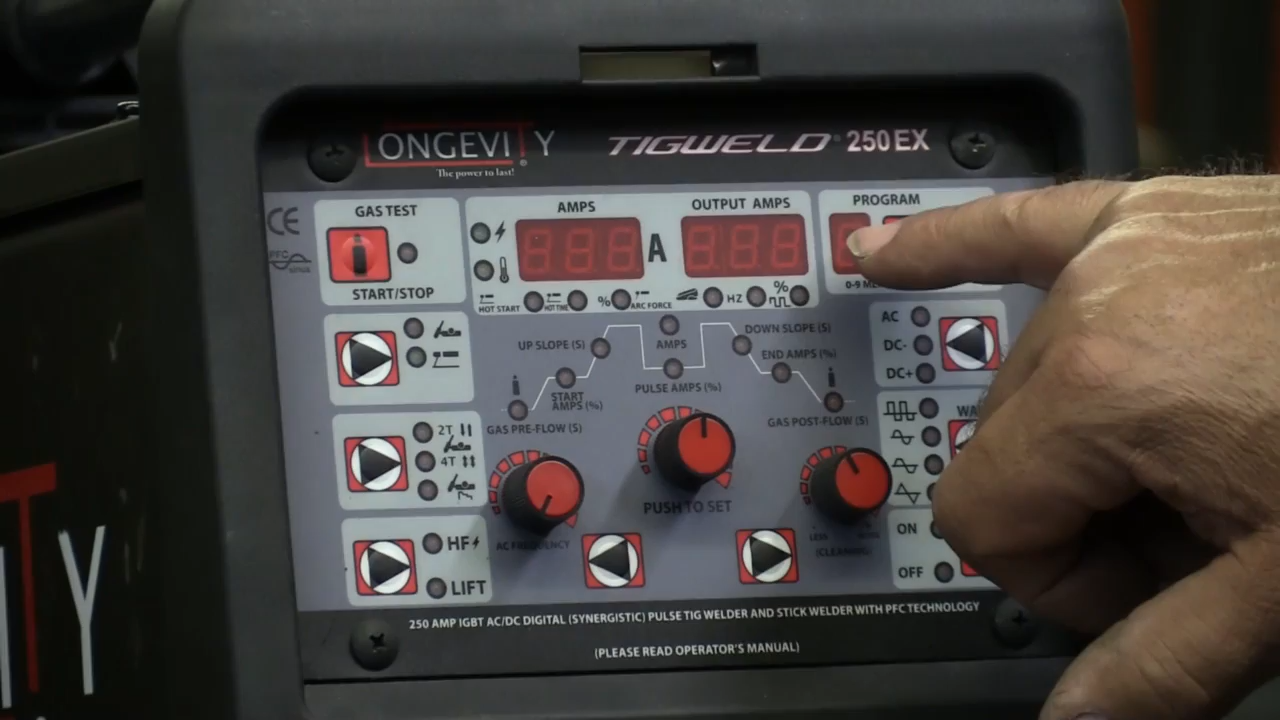 LONGEVITY
The power to last!
TIGWELD® 250EX
GAS TEST
START/STOP
AMPS
A
OUTPUT AMPS
PROGRAM
0-9
HOT START
HOT TIME
%
ARC FORCE
HZ
%
CE
PFC
UP SLOPE (S)
AMPS
DOWN SLOPE (S)
START AMPS (%)
PULSE AMPS (%)
END AMPS (%)
GAS PRE-FLOW (S)
GAS POST-FLOW (S)
AC
DC-
DC+
2T
4T
HF
LIFT
AC FREQUENCY
PUSH TO SET
LESS
(CLEANING)
ON
OFF
250 AMP IGBT AC/DC DIGITAL (SYNERGISTIC) PULSE TIG WELDER AND STICK WELDER WITH PFC TECHNOLOGY
(PLEASE READ OPERATOR'S MANUAL)
TY